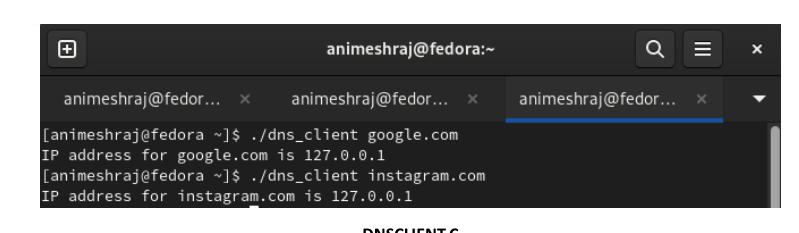 animeshraj@fedora:~
animeshraj@fedor... animeshraj@fedor... animeshraj@fedor...
[animeshraj@fedora ~]$ ./dns_client google.com
IP address for google.com is 127.0.0.1
[animeshraj@fedora ~]$ ./dns_client instagram.com
IP address for instagram.com is 127.0.0.1